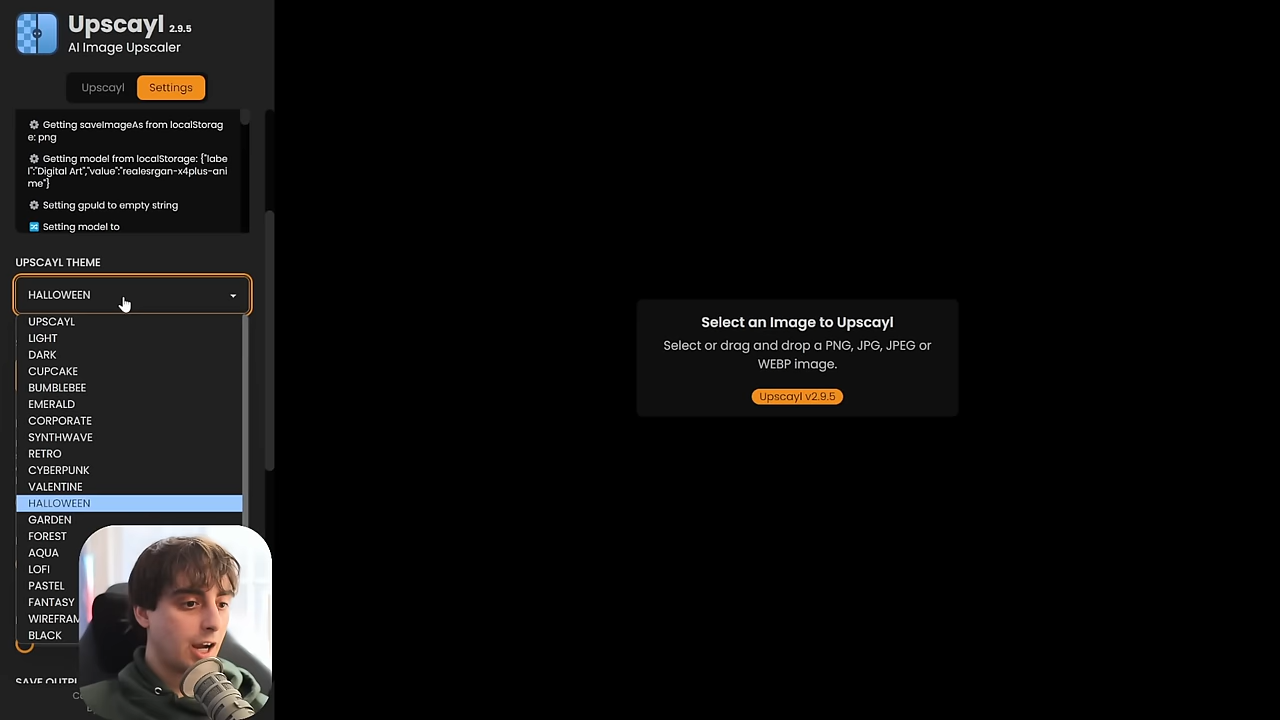 Upscayl 2.9.5
AI Image Upscaler
Upscayl
Settings
Getting saveImageAs from localStorag
e: png
Getting model from localStorage: {"labe
l":"Digital Art","value":"realesrgan-x4plus-ani
me"}
Setting gpuId to empty string
Setting model to
UPSCAYL THEME
HALLOWEEN
UPSCAYL
LIGHT
DARK
CUPCAKE
BUMBLEBEE
EMERALD
CORPORATE
SYNTHWAVE
RETRO
CYBERPUNK
VALENTINE
HALLOWEEN
GARDEN
FOREST
AQUA
LOFI
PASTEL
FANTASY
WIREFRAM
BLACK
SAVE OUTP
Select an Image to Upscayl
Select or drag and drop a PNG, JPG, JPEG or
WEBP image.
Upscayl v2.9.5